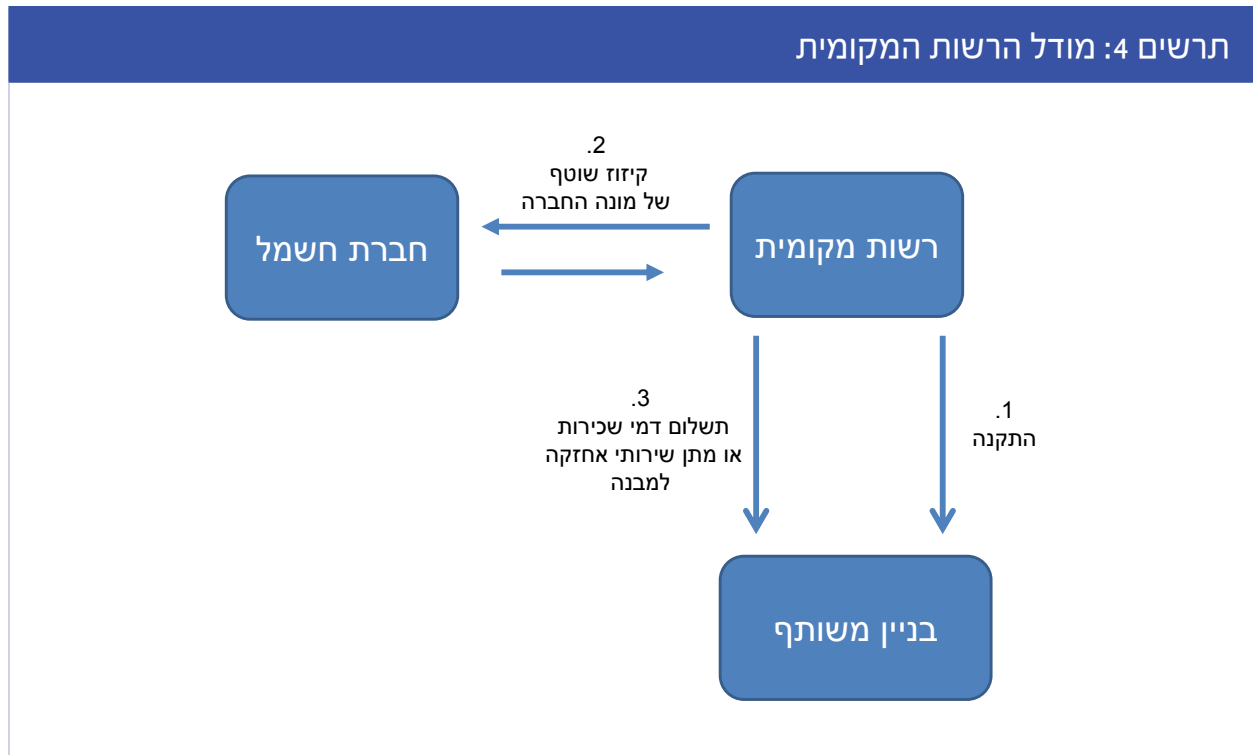 תרשים 4: מודל הרשות המקומית
2.
קיזוז שוטף
של מונה החברה
רשות מקומית
חברת חשמל
1.
התקנה
3.
תשלום דמי שכירות
או מתן שירותי אחזקה
למבנה
בניין משותף